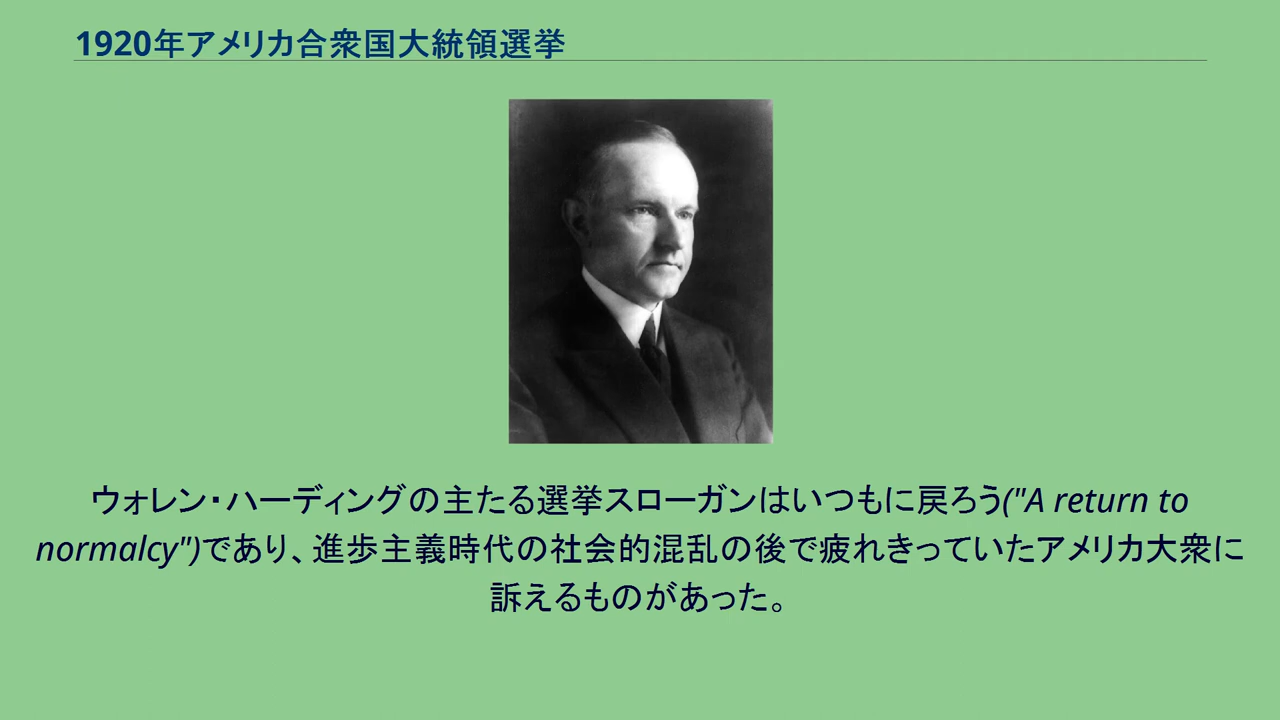 1920年アメリカ合衆国大統領選挙
ウォレン・ハーディングの主たる選挙スローガンはいつもに戻ろう("A return to
normalcy")であり、進歩主義時代の社会的混乱の後で疲れきっていたアメリカ大衆に
訴えるものがあった。